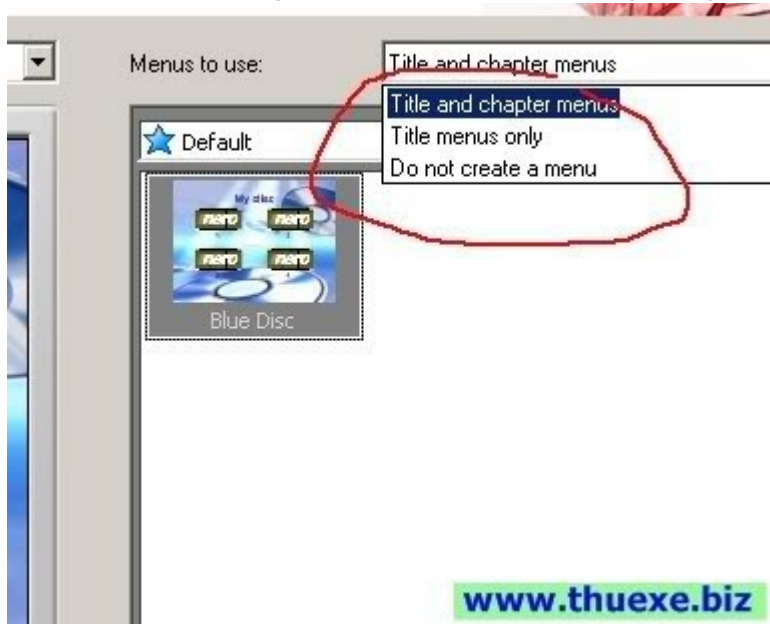 Menus to use:
Title and chapter menus
Title and chapter menus
Title menus only
Do not create a menu
Default
My disc
nero nero
nero nero
Blue Disc
www.thuexe.biz